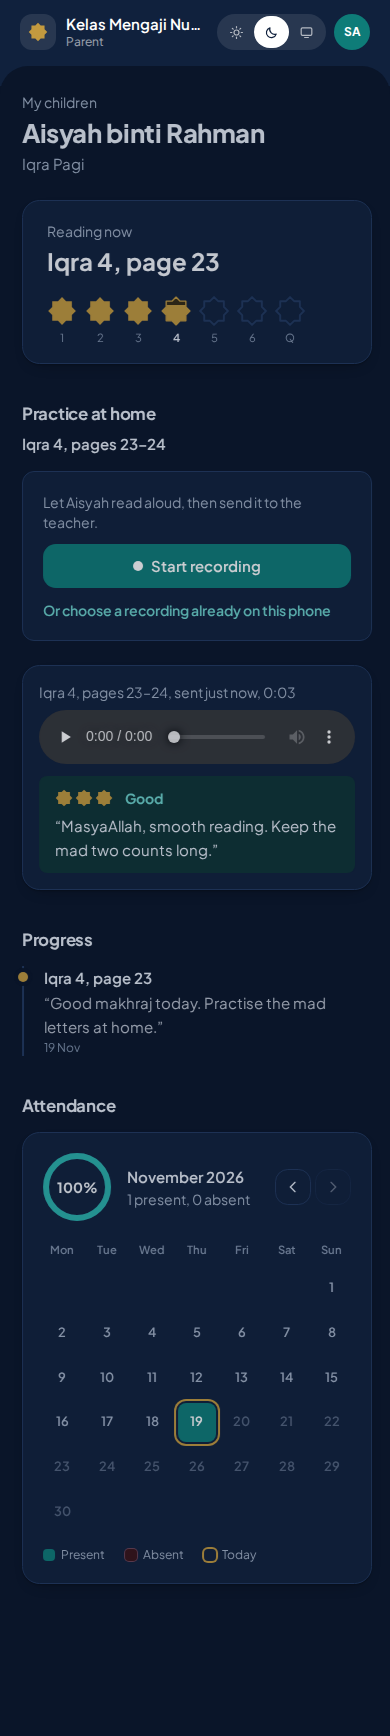 Kelas Mengaji Nu...
Parent
SA
My children
Aisyah binti Rahman
Iqra Pagi
Reading now
Iqra 4, page 23
1 2 3 4 5 6 Q
Practice at home
Iqra 4, pages 23–24
Let Aisyah read aloud, then send it to the
teacher.
Start recording
Or choose a recording already on this phone
Iqra 4, pages 23–24, sent just now, 0:03
0:00 / 0:00
Good
“MasyaAllah, smooth reading. Keep the
mad two counts long.”
Progress
Iqra 4, page 23
“Good makhraj today. Practise the mad
letters at home.”
19 Nov
Attendance
100%
November 2026
1 present, 0 absent
Mon Tue Wed Thu Fri Sat Sun
1
2 3 4 5 6 7 8
9 10 11 12 13 14 15
16 17 18 19 20 21 22
23 24 25 26 27 28 29
30
Present Absent Today